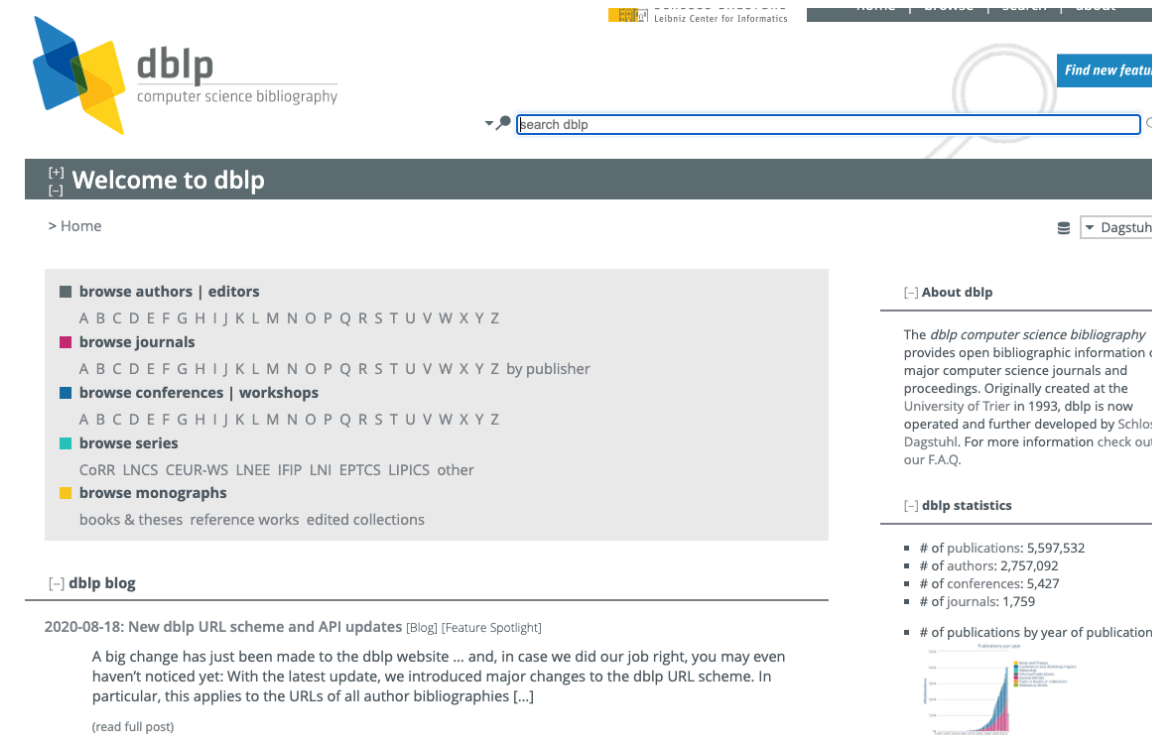 Leibniz Center for Informatics
home | browse | search | about
dblp
computer science bibliography
Find new featu
search dblp
[+]
[–]
Welcome to dblp
> Home
Dagstuh
browse authors | editors
A B C D E F G H I J K L M N O P Q R S T U V W X Y Z
browse journals
A B C D E F G H I J K L M N O P Q R S T U V W X Y Z by publisher
browse conferences | workshops
A B C D E F G H I J K L M N O P Q R S T U V W X Y Z
browse series
CoRR LNCS CEUR-WS LNEE IFIP LNI EPTCS LIPICS other
browse monographs
books & theses reference works edited collections
[–] dblp blog
2020-08-18: New dblp URL scheme and API updates [Blog] [Feature Spotlight]
A big change has just been made to the dblp website ... and, in case we did our job right, you may even
haven't noticed yet: With the latest update, we introduced major changes to the dblp URL scheme. In
particular, this applies to the URLs of all author bibliographies [...]
(read full post)
[–] About dblp
The dblp computer science bibliography
provides open bibliographic information
major computer science journals and
proceedings. Originally created at the
University of Trier in 1993, dblp is now
operated and further developed by Schlos
Dagstuhl. For more information check out
our F.A.Q.
[–] dblp statistics
# of publications: 5,597,532
# of authors: 2,757,092
# of conferences: 5,427
# of journals: 1,759
# of publications by year of publication
Publications per year